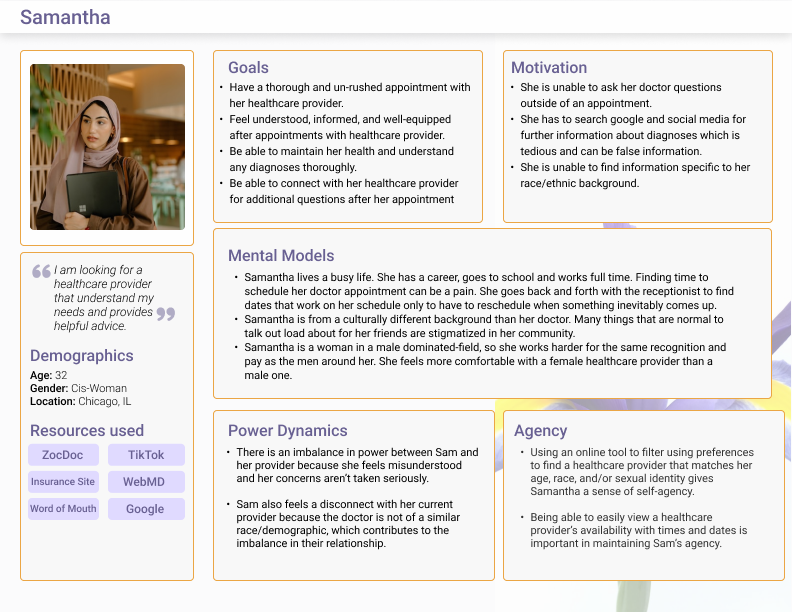 Samantha
Goals
• Have a thorough and un-rushed appointment with
her healthcare provider.
• Feel understood, informed, and well-equipped
after appointments with healthcare provider.
• Be able to maintain her health and understand
any diagnoses thoroughly.
• Be able to connect with her healthcare provider
for additional questions after her appointment
Motivation
• She is unable to ask her doctor questions
outside of an appointment.
• She has to search google and social media for
further information about diagnoses which is
tedious and can be false information.
• She is unable to find information specific to her
race/ethnic background.
“ I am looking for a
healthcare provider
that understand my
needs and provides ”
helpful advice.
Demographics
Age: 32
Gender: Cis-Woman
Location: Chicago, IL
Resources used
ZocDoc
TikTok
Insurance Site
WebMD
Word of Mouth
Google
Mental Models
• Samantha lives a busy life. She has a career, goes to school and works full time. Finding time to
schedule her doctor appointment can be a pain. She goes back and forth with the receptionist to find
dates that work on her schedule only to have to reschedule when something inevitably comes up.
• Samantha is from a culturally different background than her doctor. Many things that are normal to
talk out load about for her friends are stigmatized in her community.
• Samantha is a woman in a male dominated-field, so she works harder for the same recognition and
pay as the men around her. She feels more comfortable with a female healthcare provider than a
male one.
Power Dynamics
• There is an imbalance in power between Sam and
her provider because she feels misunderstood
and her concerns aren’t taken seriously.
• Sam also feels a disconnect with her current
provider because the doctor is not of a similar
race/demographic, which contributes to the
imbalance in their relationship.
Agency
• Using an online tool to filter using preferences
to find a healthcare provider that matches her
age, race, and/or sexual identity gives
Samantha a sense of self-agency.
• Being able to easily view a healthcare
provider’s availability with times and dates is
important in maintaining Sam’s agency.